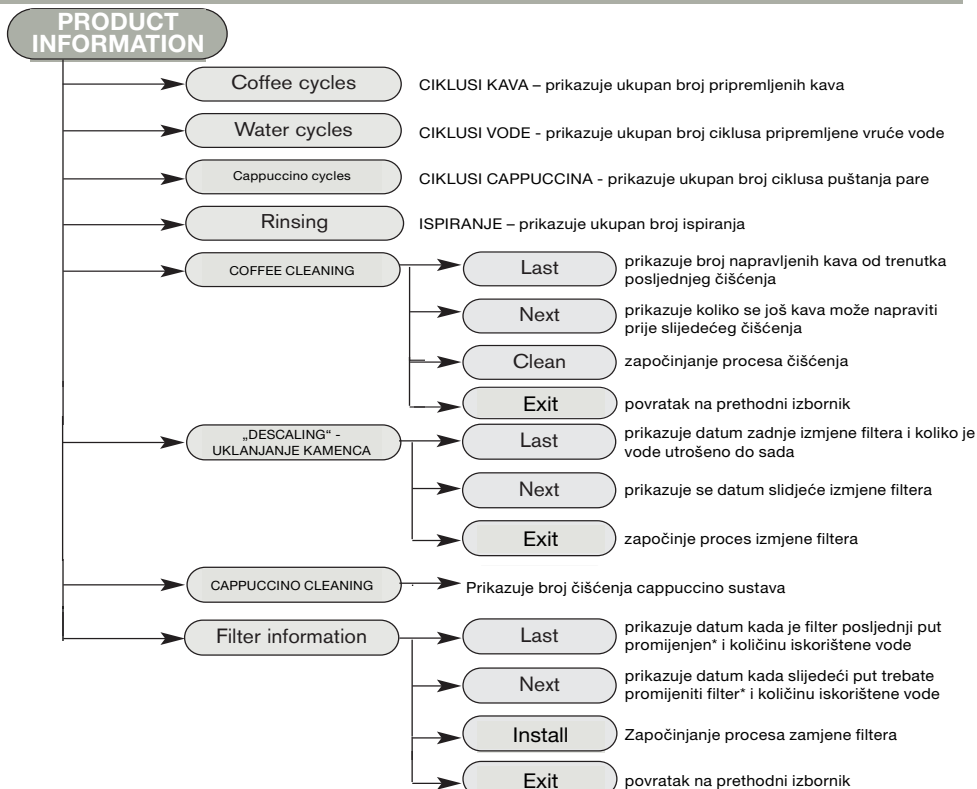 PRODUCT
INFORMATION
Coffee cycles
CIKLUSI KAVA – prikazuje ukupan broj pripremljenih kava
Water cycles
CIKLUSI VODE - prikazuje ukupan broj ciklusa pripremljene vruće vode
Cappuccino cycles
CIKLUSI CAPPUCCINA - prikazuje ukupan broj ciklusa puštanja pare
Rinsing
ISPIRANJE – prikazuje ukupan broj ispiranja
COFFEE CLEANING
Last
prikazuje broj napravljenih kava od trenutka
posljednjeg čišćenja
Next
prikazuje koliko se još kava može napraviti
prije slijedećeg čišćenja
Clean
započinjanje procesa čišćenja
Exit
povratak na prethodni izbornik
„DESCALING“ -
UKLANJANJE KAMENCA
Last
prikazuje datum zadnje izmjene filtera i koliko je
vode utrošeno do sada
Next
prikazuje se datum slidjeće izmjene filtera
Exit
započinje proces izmjene filtera
CAPPUCCINO CLEANING
Prikazuje broj čišćenja cappuccino sustava
Filter information
Last
prikazuje datum kada je filter posljednji put
promijenjen* i količinu iskorištene vode
Next
prikazuje datum kada slijedeći put trebate
promijeniti filter* i količinu iskorištene vode
Install
Započinjanje procesa zamjene filtera
Exit
povratak na prethodni izbornik